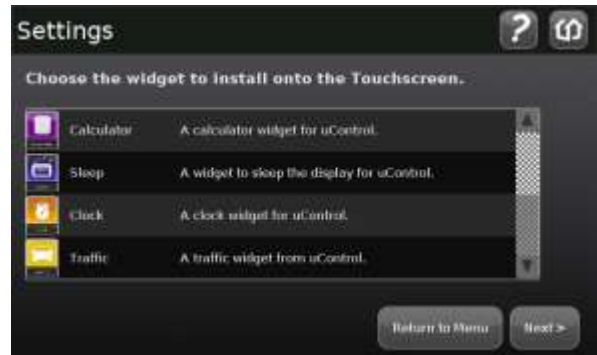 Settings
?
Choose the widget to install onto the Touchscreen.
Calculator A calculator widget for uControl.
Sleep A widget to sleep the display for uControl.
Clock A clock widget for uControl.
Traffic A traffic widget from uControl.
Return to Menu Next >